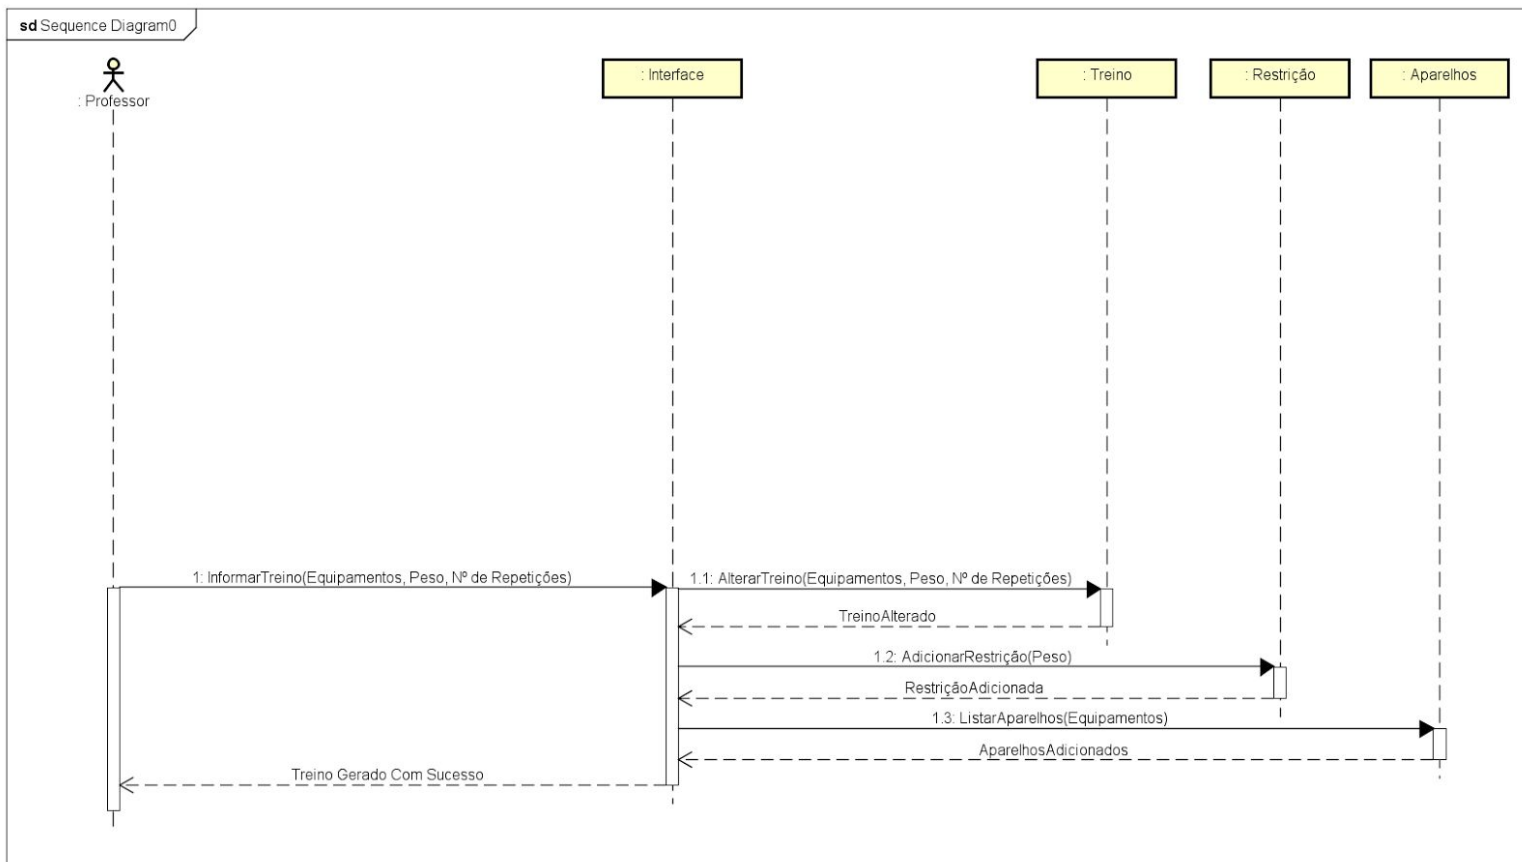 sd Sequence Diagram0
: Professor
: Interface
: Treino
: Restrição
: Aparelhos
1: InformarTreino(Equipamentos, Peso, Nº de Repetições)
1.1: AlterarTreino(Equipamentos, Peso, Nº de Repetições)
TreinoAlterado
1.2: AdicionarRestrição(Peso)
RestriçãoAdicionada
1.3: ListarAparelhos(Equipamentos)
AparelhosAdicionados
Treino Gerado Com Sucesso